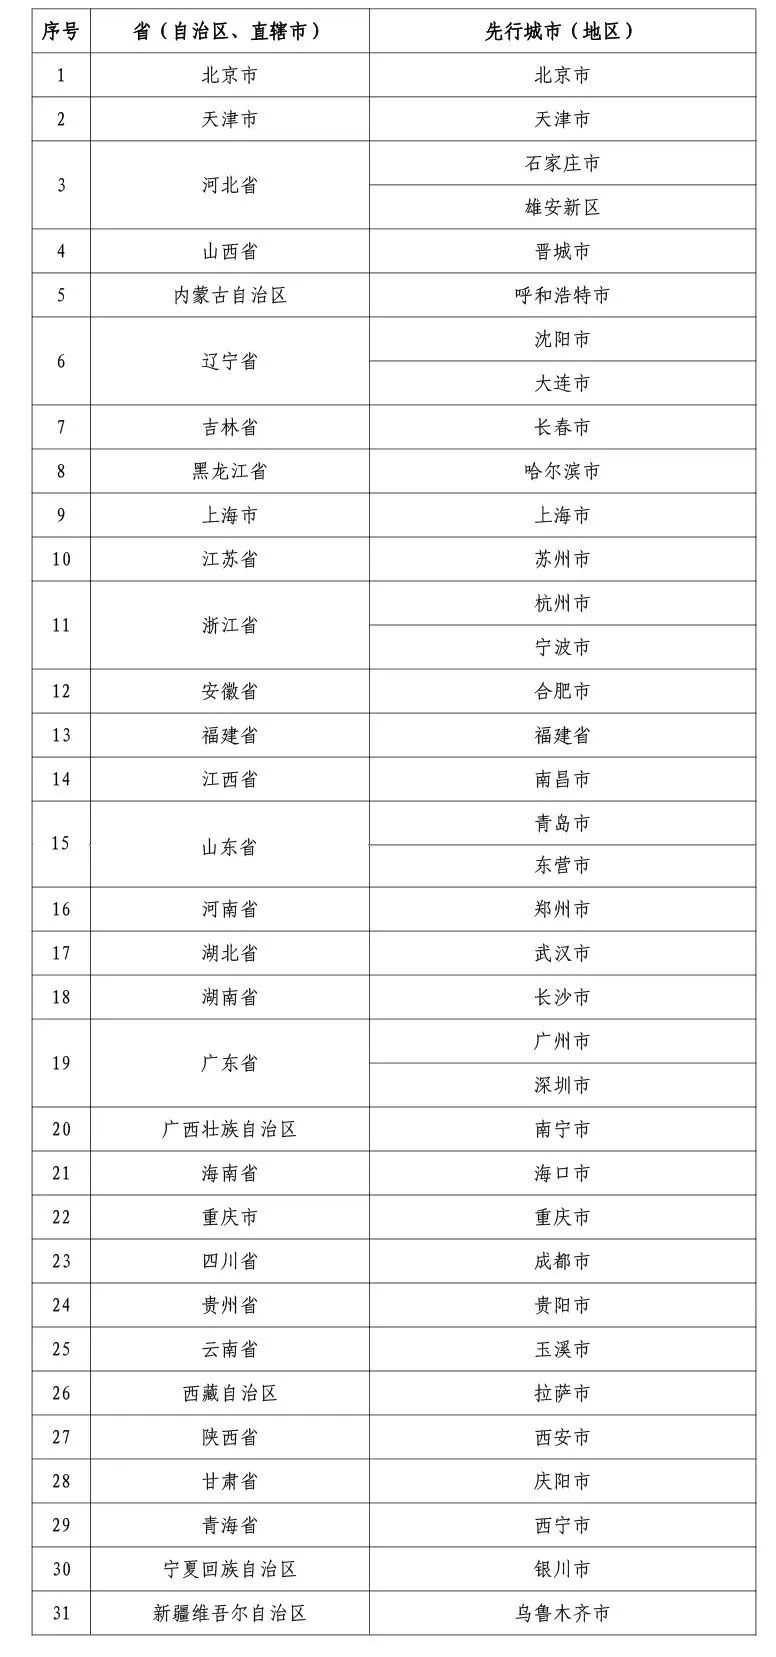 序号 省（自治区、直辖市） 先行城市（地区）
1 北京市 北京市
2 天津市 天津市
3 河北省 石家庄市
雄安新区
4 山西省 晋城市
5 内蒙古自治区 呼和浩特市
6 辽宁省 沈阳市
大连市
7 吉林省 长春市
8 黑龙江省 哈尔滨市
9 上海市 上海市
10 江苏省 苏州市
11 浙江省 杭州市
宁波市
12 安徽省 合肥市
13 福建省 福建省
14 江西省 南昌市
15 山东省 青岛市
东营市
16 河南省 郑州市
17 湖北省 武汉市
18 湖南省 长沙市
19 广东省 广州市
深圳市
20 广西壮族自治区 南宁市
21 海南省 海口市
22 重庆市 重庆市
23 四川省 成都市
24 贵州省 贵阳市
25 云南省 玉溪市
26 西藏自治区 拉萨市
27 陕西省 西安市
28 甘肃省 庆阳市
29 青海省 西宁市
30 宁夏回族自治区 银川市
31 新疆维吾尔自治区 乌鲁木齐市